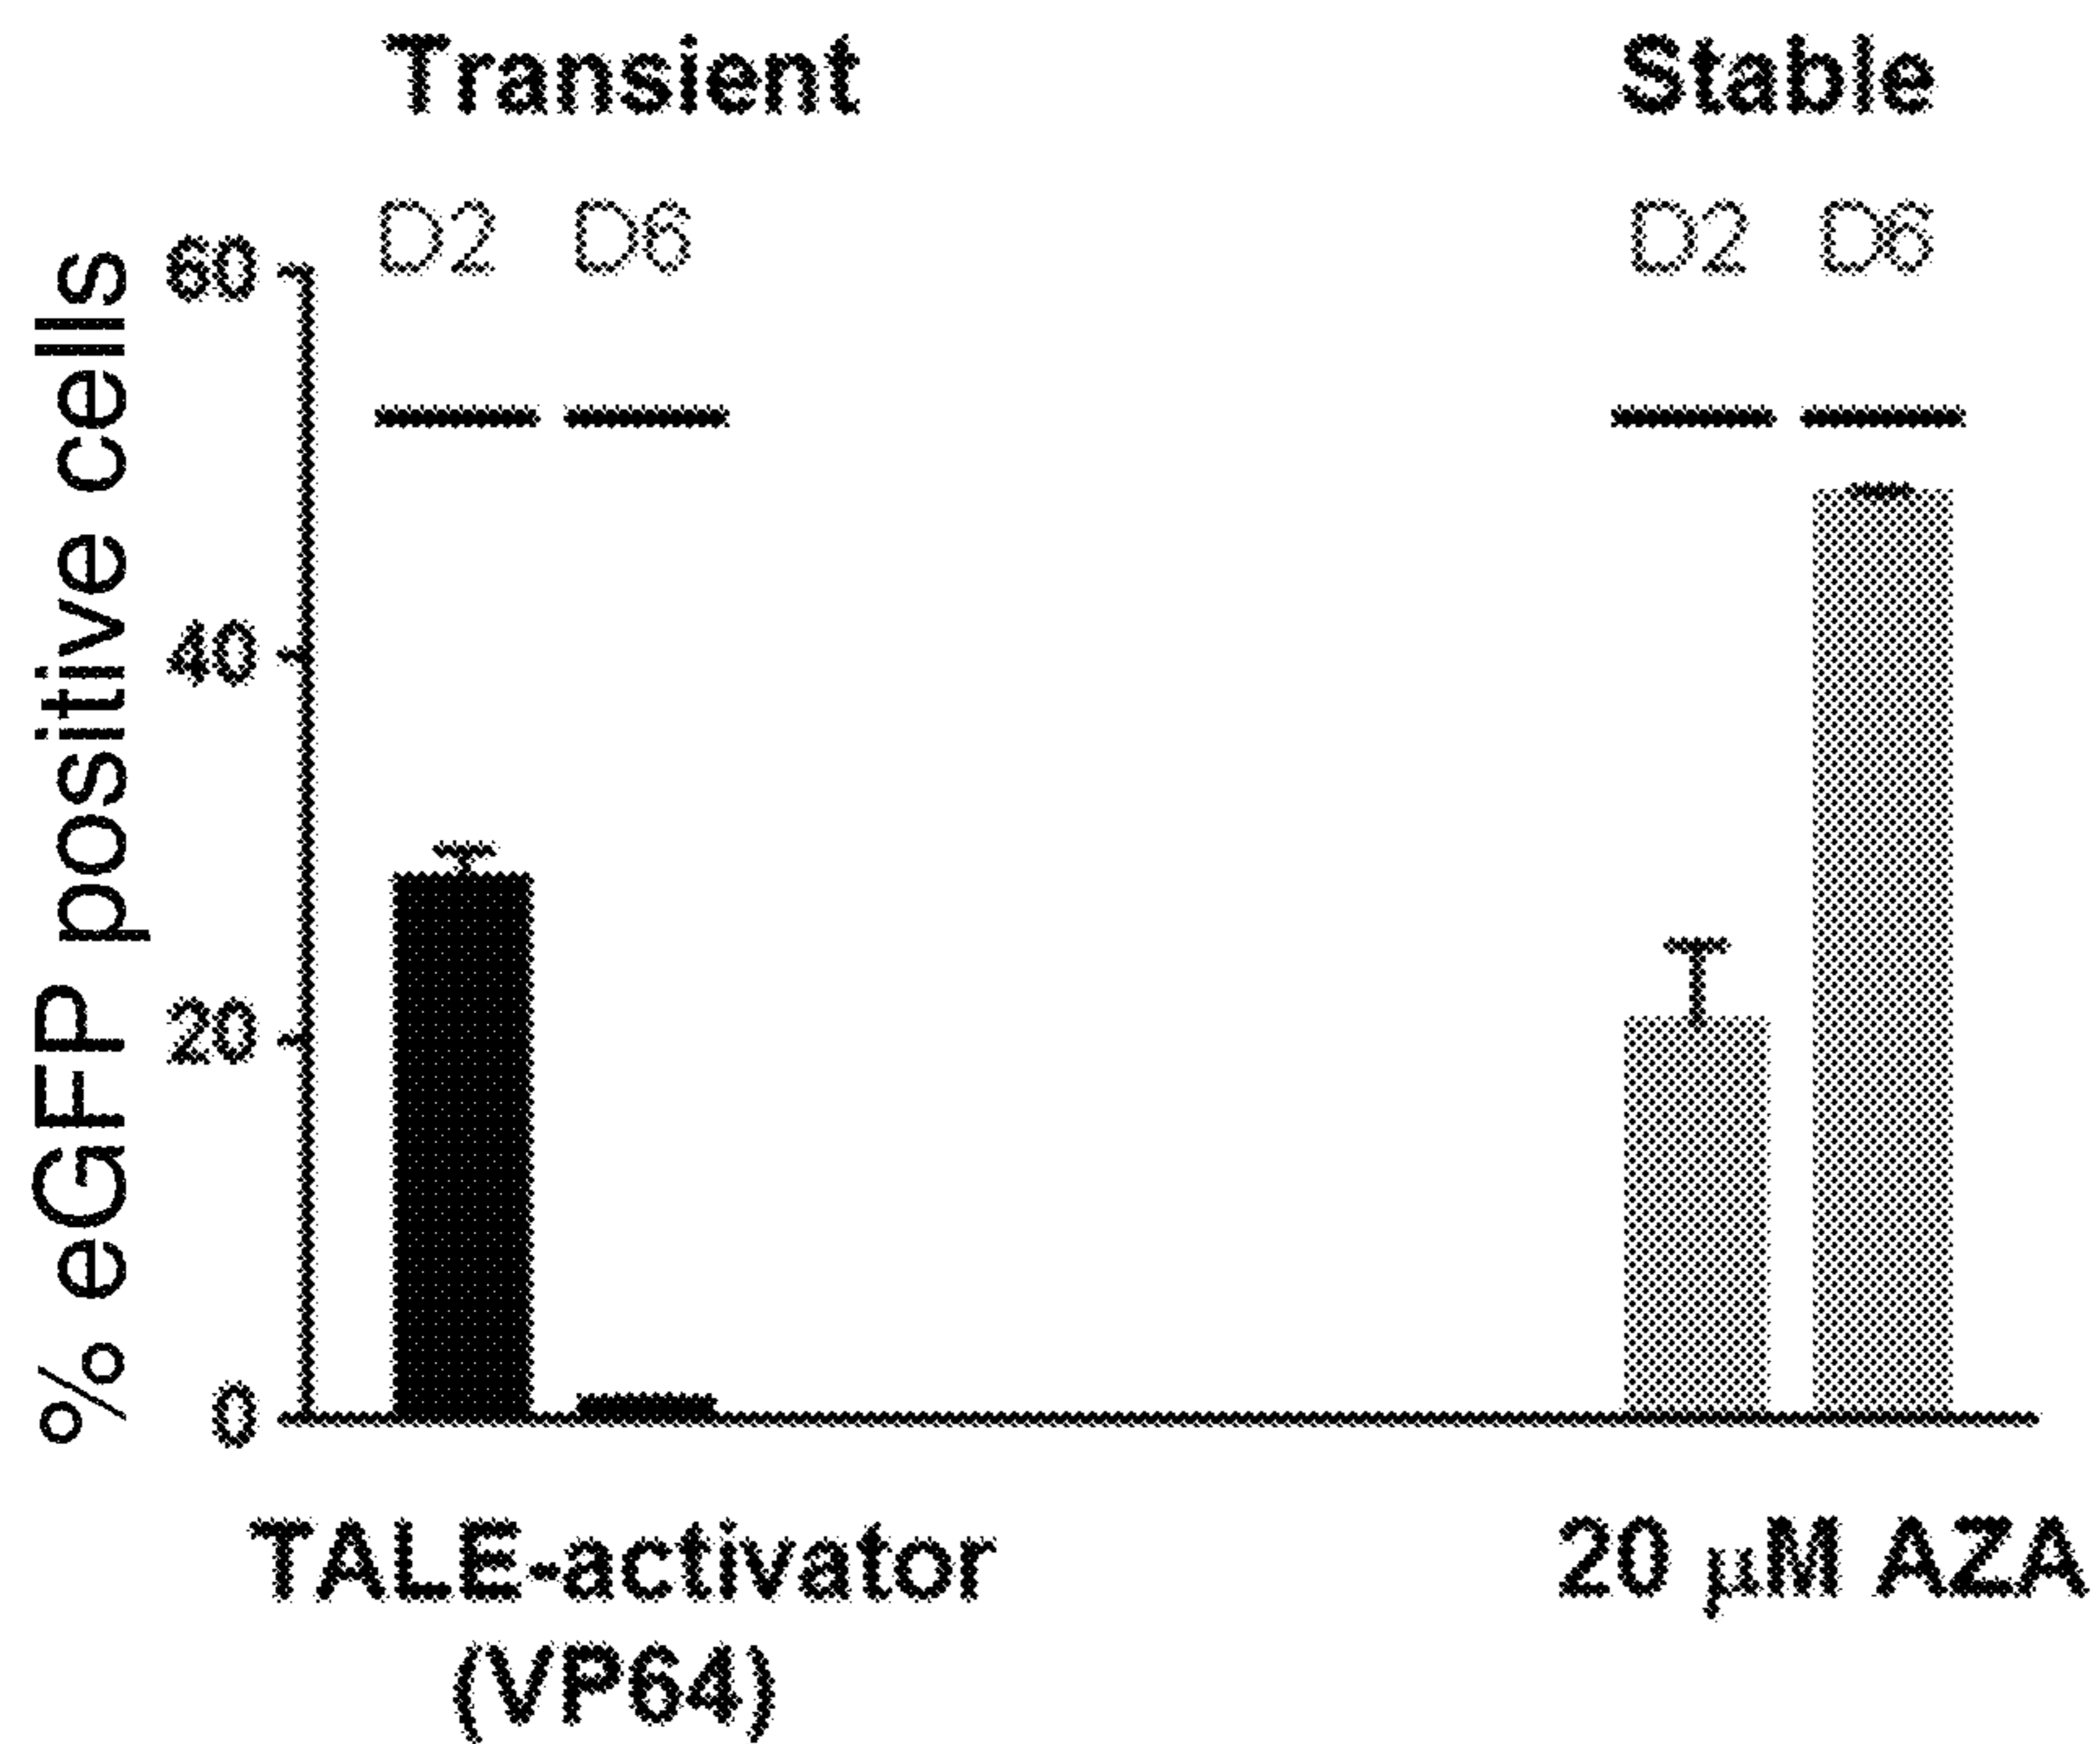 Transient Stable
D2 D6 D2 D6
% eGFP positive cells
60
40
20
0
TALE-activator 20 µM AZA
(VP64)